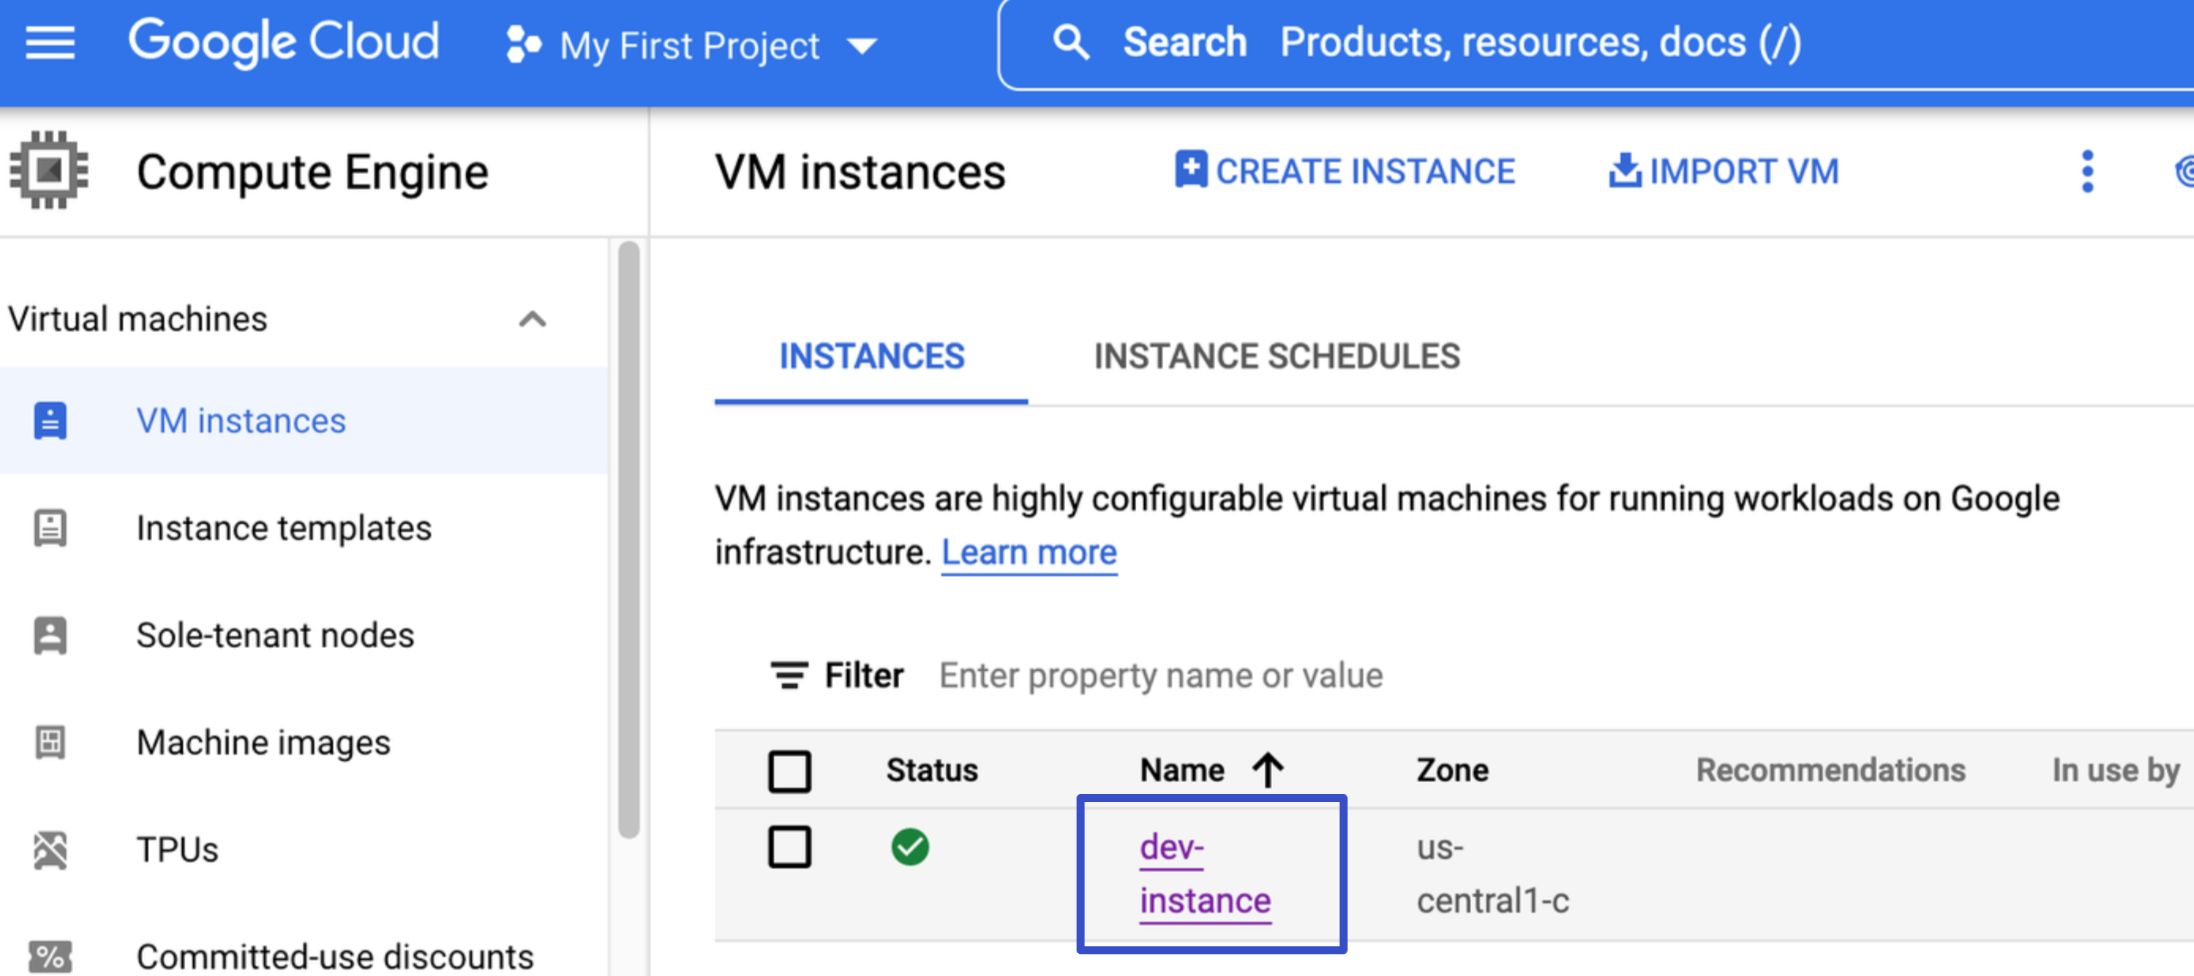 Google Cloud My First Project Search Products, resources, docs (/)
Compute Engine
VM instances CREATE INSTANCE IMPORT VM
Virtual machines
VM instances
Instance templates
Sole-tenant nodes
Machine images
TPUs
% Committed-use discounts
INSTANCES INSTANCE SCHEDULES
VM instances are highly configurable virtual machines for running workloads on Google
infrastructure. Learn more
Filter Enter property name or value
Status Name Zone Recommendations In use by
dev- us-
instance central1-c